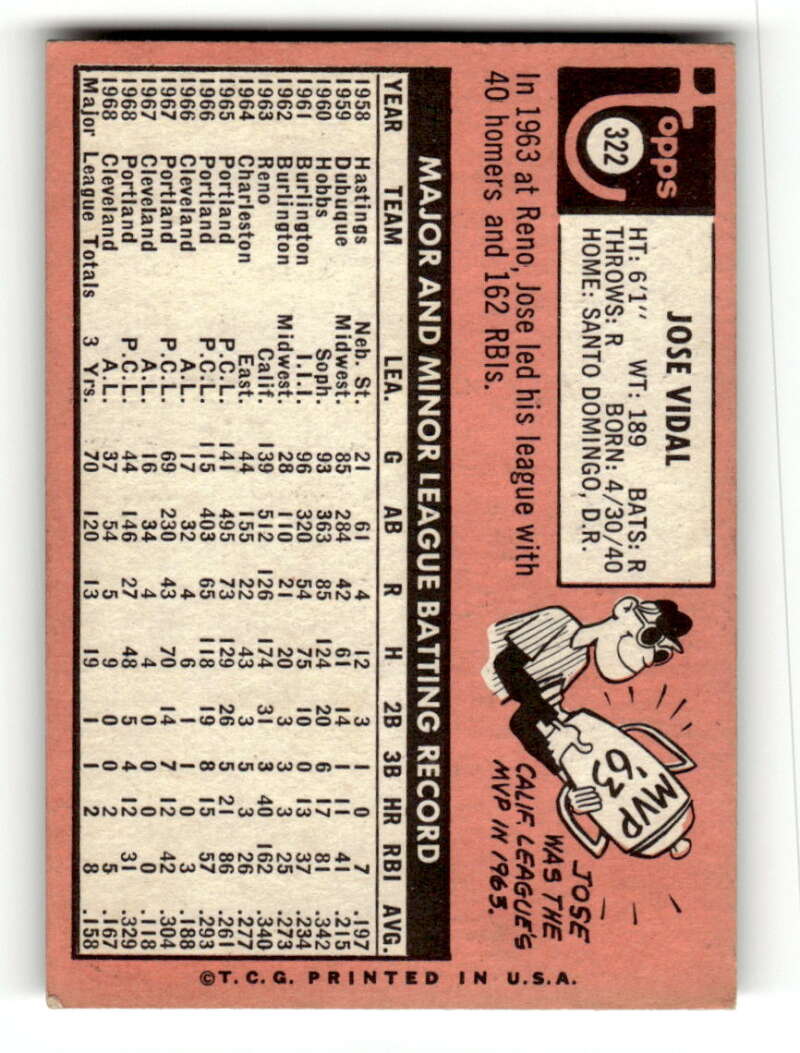 Topps
322
JOSE VIDAL
HT: 6'1" WT: 189 BATS: R
THROWS: R BORN: 4/30/40
HOME: SANTO DOMINGO, D.R.
In 1963 at Reno, Jose led his league with
40 homers and 162 RBIs.
MVP
'63
JOSE
WAS THE
CALIF. LEAGUE'S
MVP IN 1963.
MAJOR AND MINOR LEAGUE BATTING RECORD
YEAR TEAM LEA. G AB R H 2B 3B HR RBI AVG.
1958 Hastings Neb. St. 21 61 4 12 3 1 0 7 .197
1959 Dubuque Midwest. 85 284 42 61 14 1 11 41 .215
1960 Hobbs Soph. 93 363 85 124 20 6 17 81 .342
1961 Burlington I.I.I. 96 320 54 75 10 0 13 37 .234
1962 Burlington Midwest. 28 110 21 20 3 3 3 25 .273
1963 Reno Calif. 139 512 126 174 31 3 40 162 .340
1964 Charleston East. 44 155 22 43 3 5 3 26 .277
1965 Portland P.C.L. 141 495 73 129 26 5 21 86 .261
1966 Portland P.C.L. 115 403 65 118 19 8 15 57 .293
1966 Cleveland A.L. 17 32 4 6 1 1 0 3 .188
1967 Portland P.C.L. 69 230 43 70 14 7 12 42 .304
1967 Cleveland A.L. 16 34 4 4 0 0 0 0 .118
1968 Portland P.C.L. 44 146 27 48 5 4 12 31 .329
1968 Cleveland A.L. 37 54 5 9 0 0 2 5 .167
Major League Totals 3 Yrs. 70 120 13 19 1 1 2 8 .158
©T.C.G. PRINTED IN U.S.A.